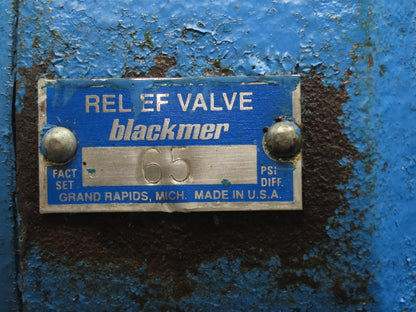 REL EF VALVE
blackmer
65
FACT SET
PSI DIFF.
GRAND RAPIDS, MICH. MADE IN U.S.A.